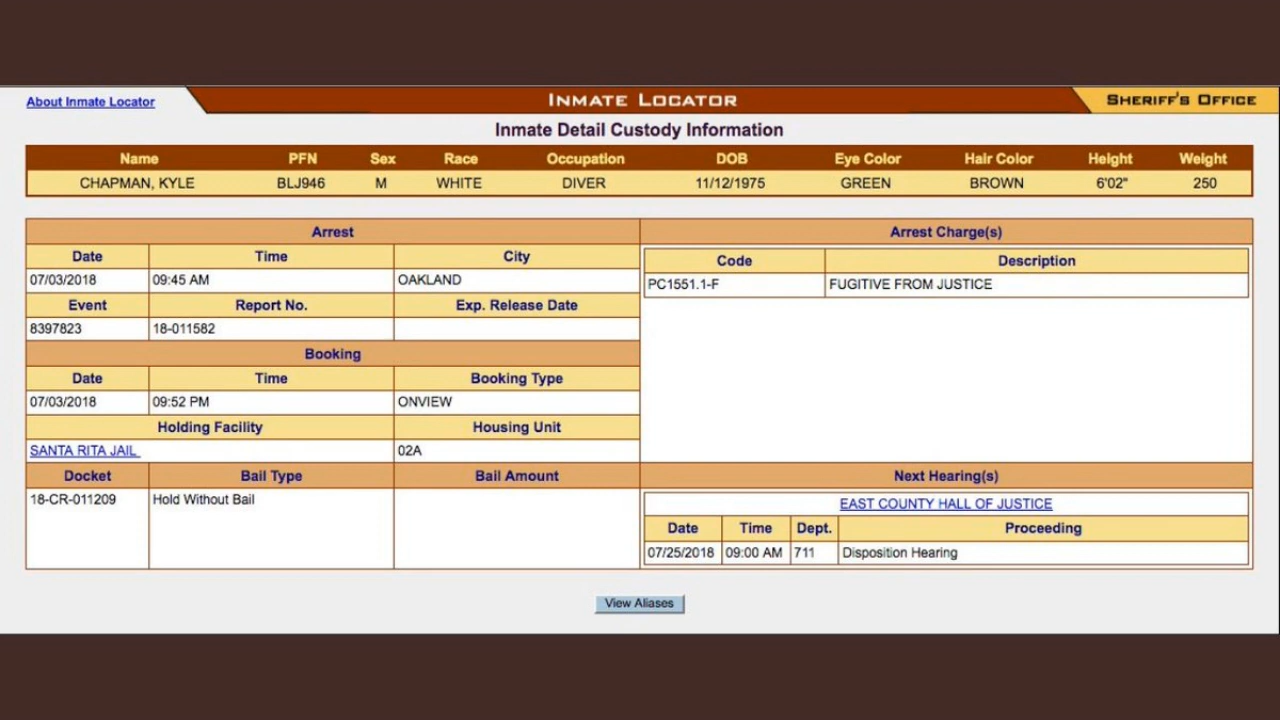 About Inmate Locator INMATE LOCATOR SHERIFF'S OFFICE
Inmate Detail Custody Information
Name PFN Sex Race Occupation DOB Eye Color Hair Color Height Weight
CHAPMAN, KYLE BLJ946 M WHITE DIVER 11/12/1975 GREEN BROWN 6'02" 250
Arrest
Date Time City
07/03/2018 09:45 AM OAKLAND
Event Report No. Exp. Release Date
8397823 18-011582
Booking
Date Time Booking Type
07/03/2018 09:52 PM ONVIEW
Holding Facility Housing Unit
SANTA RITA JAIL 02A
Docket Bail Type Bail Amount
18-CR-011209 Hold Without Bail
Arrest Charge(s)
Code Description
PC1551.1-F FUGITIVE FROM JUSTICE
Next Hearing(s)
EAST COUNTY HALL OF JUSTICE
Date Time Dept. Proceeding
07/25/2018 09:00 AM 711 Disposition Hearing
View Aliases